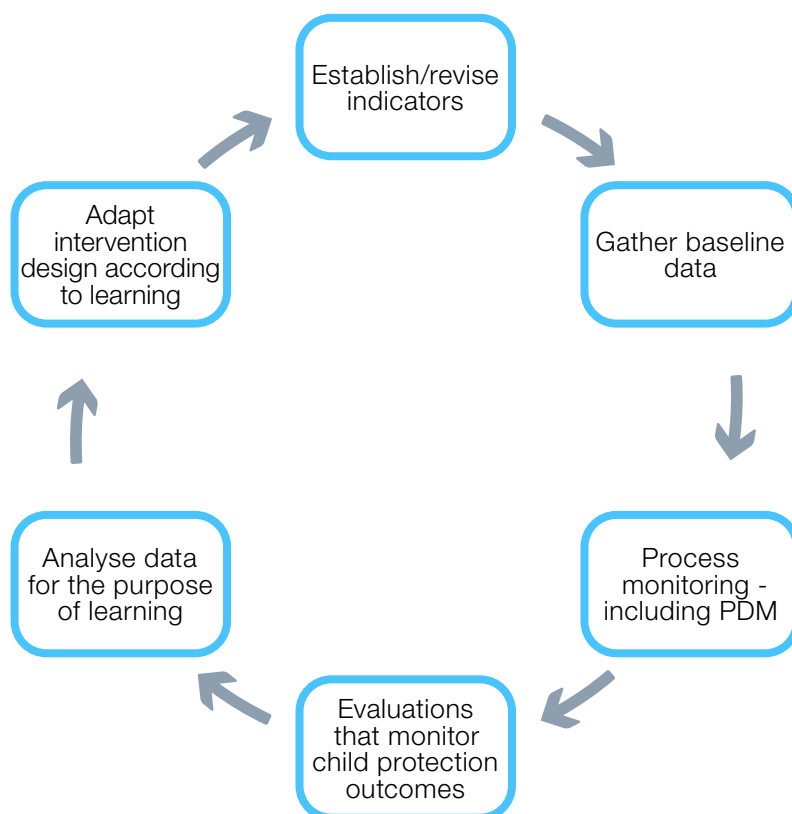 Establish/revise
indicators
Gather baseline
data
Process
monitoring -
including PDM
Evaluations
that monitor
child protection
outcomes
Analyse data
for the purpose
of learning
Adapt
intervention
design according
to learning